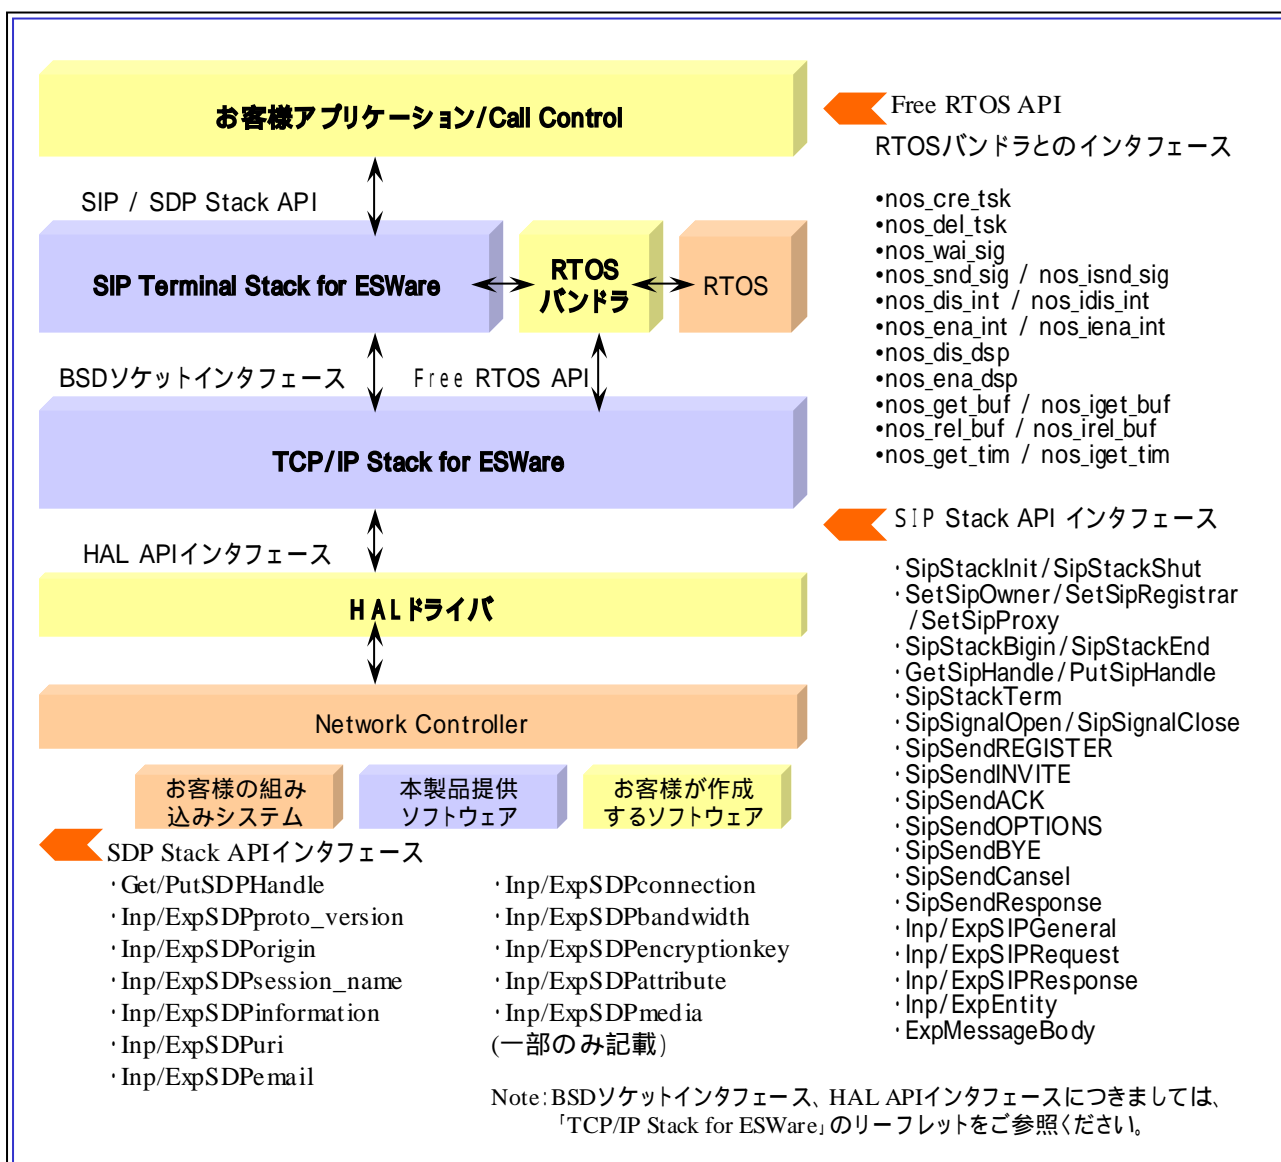 お客様アプリケーション/Call Control
SIP / SDP Stack API
SIP Terminal Stack for ESWare
RTOS
バンドラ
RTOS
BSDソケットインタフェース
Free RTOS API
TCP/IP Stack for ESWare
HAL APIインタフェース
HALドライバ
Network Controller
お客様の組み
込みシステム
本製品提供
ソフトウェア
お客様が作成
するソフトウェア
Free RTOS API
RTOSバンドラとのインタフェース
•nos_cre_tsk
•nos_del_tsk
•nos_wai_sig
•nos_snd_sig / nos_isnd_sig
•nos_dis_int / nos_idis_int
•nos_ena_int / nos_iena_int
•nos_dis_dsp
•nos_ena_dsp
•nos_get_buf / nos_iget_buf
•nos_rel_buf / nos_irel_buf
•nos_get_tim / nos_iget_tim
SIP Stack API インタフェース
・SipStackInit/SipStackShut
・SetSipOwner/SetSipRegistrar
/SetSipProxy
・SipStackBigin/SipStackEnd
・GetSipHandle/PutSipHandle
・SipStackTerm
・SipSignalOpen/SipSignalClose
・SipSendREGISTER
・SipSendINVITE
・SipSendACK
・SipSendOPTIONS
・SipSendBYE
・SipSendCansel
・SipSendResponse
・Inp/ExpSIPGeneral
・Inp/ExpSIPRequest
・Inp/ExpSIPResponse
・Inp/ExpEntity
・ExpMessageBody
SDP Stack APIインタフェース
・Get/PutSDPHandle
・Inp/ExpSDPproto_version
・Inp/ExpSDPorigin
・Inp/ExpSDPsession_name
・Inp/ExpSDPinformation
・Inp/ExpSDPuri
・Inp/ExpSDPemail
・Inp/ExpSDPconnection
・Inp/ExpSDPbandwidth
・Inp/ExpSDPencryptionkey
・Inp/ExpSDPattribute
・Inp/ExpSDPmedia
(一部のみ記載)
Note:BSDソケットインタフェース、HAL APIインタフェースにつきましては、
「TCP/IP Stack for ESWare」のリーフレットをご参照ください。